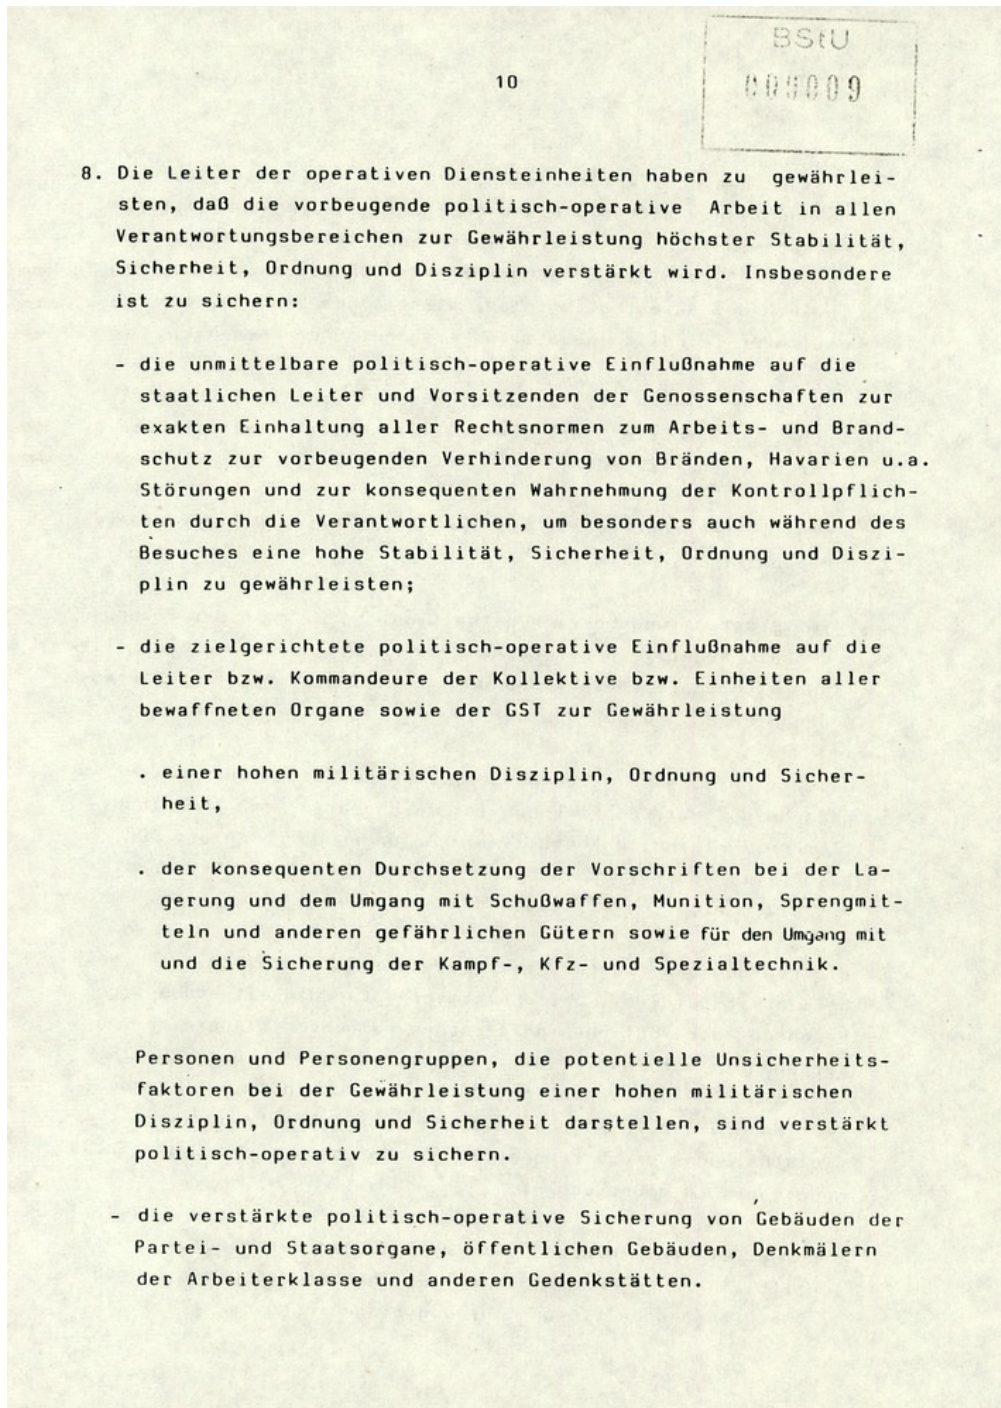 BStU
000009
10
8. Die Leiter der operativen Diensteinheiten haben zu gewährlei-
sten, daß die vorbeugende politisch-operative Arbeit in allen
Verantwortungsbereichen zur Gewährleistung höchster Stabilität,
Sicherheit, Ordnung und Disziplin verstärkt wird. Insbesondere
ist zu sichern:
- die unmittelbare politisch-operative Einflußnahme auf die
staatlichen Leiter und Vorsitzenden der Genossenschaften zur
exakten Einhaltung aller Rechtsnormen zum Arbeits- und Brand-
schutz zur vorbeugenden Verhinderung von Bränden, Havarien u.a.
Störungen und zur konsequenten Wahrnehmung der Kontrollpflich-
ten durch die Verantwortlichen, um besonders auch während des
Besuches eine hohe Stabilität, Sicherheit, Ordnung und Diszi-
plin zu gewährleisten;
- die zielgerichtete politisch-operative Einflußnahme auf die
Leiter bzw. Kommandeure der Kollektive bzw. Einheiten aller
bewaffneten Organe sowie der GST zur Gewährleistung
. einer hohen militärischen Disziplin, Ordnung und Sicher-
heit,
. der konsequenten Durchsetzung der Vorschriften bei der La-
gerung und dem Umgang mit Schußwaffen, Munition, Sprengmit-
teln und anderen gefährlichen Gütern sowie für den Umgang mit
und die Sicherung der Kampf-, Kfz- und Spezialtechnik.
Personen und Personengruppen, die potentielle Unsicherheits-
faktoren bei der Gewährleistung einer hohen militärischen
Disziplin, Ordnung und Sicherheit darstellen, sind verstärkt
politisch-operativ zu sichern.
- die verstärkte politisch-operative Sicherung von Gebäuden der
Partei- und Staatsorgane, öffentlichen Gebäuden, Denkmälern
der Arbeiterklasse und anderen Gedenkstätten.